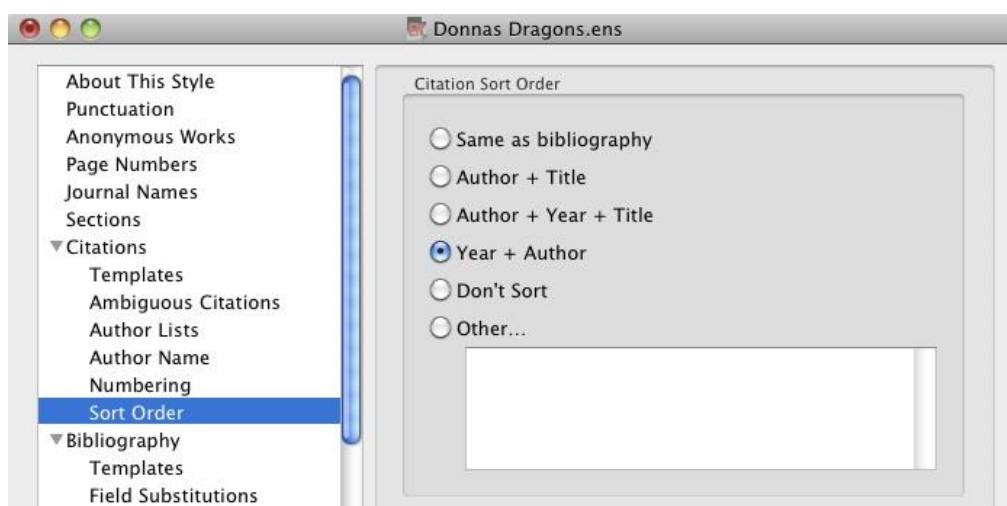 Donnas Dragons.ens
About This Style
Punctuation
Anonymous Works
Page Numbers
Journal Names
Sections
Citations
Templates
Ambiguous Citations
Author Lists
Author Name
Numbering
Sort Order
Bibliography
Templates
Field Substitutions
Citation Sort Order
Same as bibliography
Author + Title
Author + Year + Title
Year + Author
Don't Sort
Other...